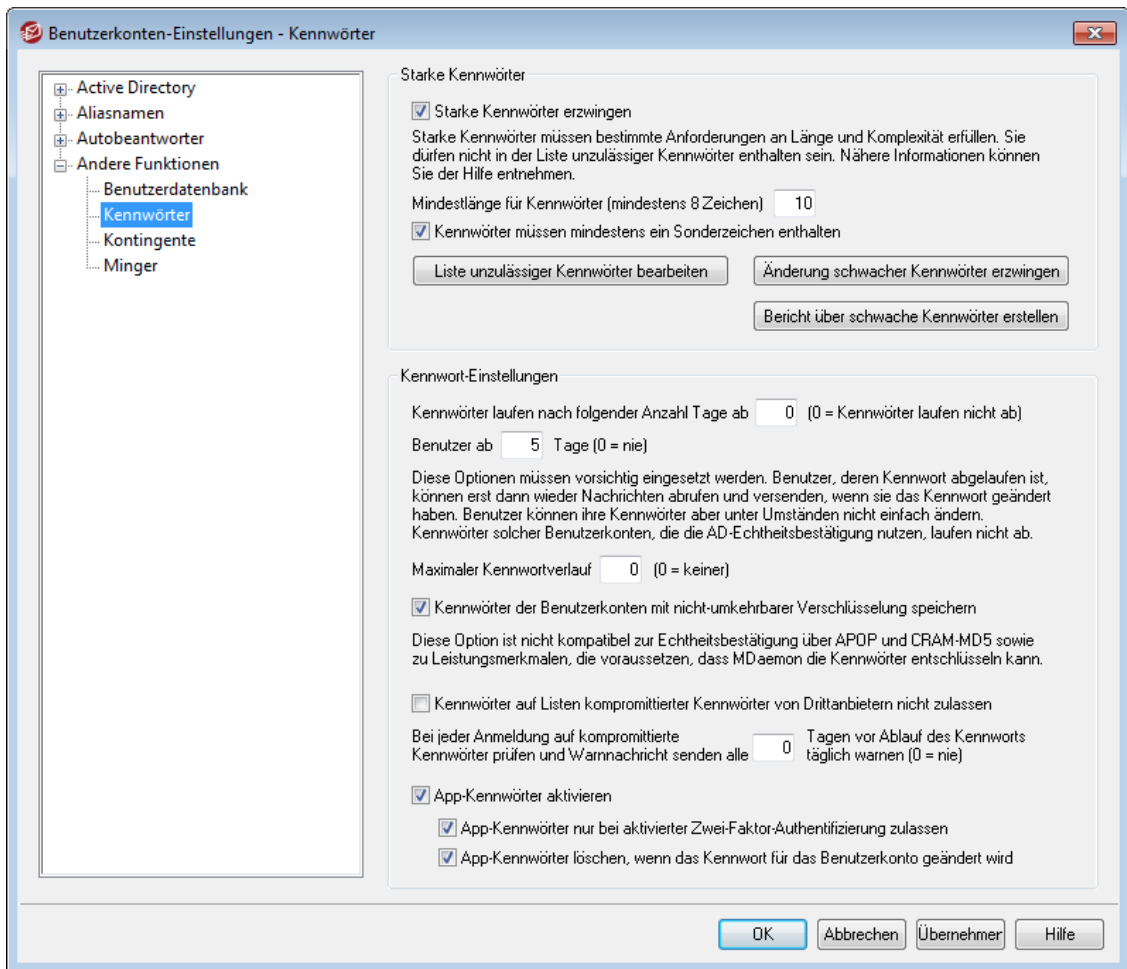 Benutzerkonten-Einstellungen - Kennwörter
Active Directory
Aliasnamen
Autobeantworter
Andere Funktionen
Benutzerdatenbank
Kennwörter
Kontingente
Minger
Starke Kennwörter
Starke Kennwörter erzwingen
Starke Kennwörter müssen bestimmte Anforderungen an Länge und Komplexität erfüllen. Sie
dürfen nicht in der Liste unzulässiger Kennwörter enthalten sein. Nähere Informationen können
Sie der Hilfe entnehmen.
Mindestlänge für Kennwörter (mindestens 8 Zeichen) 10
Kennwörter müssen mindestens ein Sonderzeichen enthalten
Liste unzulässiger Kennwörter bearbeiten
Änderung schwacher Kennwörter erzwingen
Bericht über schwache Kennwörter erstellen
Kennwort-Einstellungen
Kennwörter laufen nach folgender Anzahl Tage ab 0 (0 = Kennwörter laufen nicht ab)
Benutzer ab 5 Tage (0 = nie)
Diese Optionen müssen vorsichtig eingesetzt werden. Benutzer, deren Kennwort abgelaufen ist,
können erst dann wieder Nachrichten abrufen und versenden, wenn sie das Kennwort geändert
haben. Benutzer können ihre Kennwörter aber unter Umständen nicht einfach ändern.
Kennwörter solcher Benutzerkonten, die die AD-Echtheitsbestätigung nutzen, laufen nicht ab.
Maximaler Kennwortverlauf 0 (0 = keiner)
Kennwörter der Benutzerkonten mit nicht-umkehrbarer Verschlüsselung speichern
Diese Option ist nicht kompatibel zur Echtheitsbestätigung über APOP und CRAM-MD5 sowie
zu Leistungsmerkmalen, die voraussetzen, dass MDaemon die Kennwörter entschlüsseln kann.
Kennwörter auf Listen kompromittierter Kennwörter von Drittanbietern nicht zulassen
Bei jeder Anmeldung auf kompromittierte
Kennwörter prüfen und Warnnachricht senden alle
0
Tagen vor Ablauf des Kennworts
täglich warnen (0 = nie)
App-Kennwörter aktivieren
App-Kennwörter nur bei aktivierter Zwei-Faktor-Authentifizierung zulassen
App-Kennwörter löschen, wenn das Kennwort für das Benutzerkonto geändert wird
OK
Abbrechen
Übernehmer
Hilfe